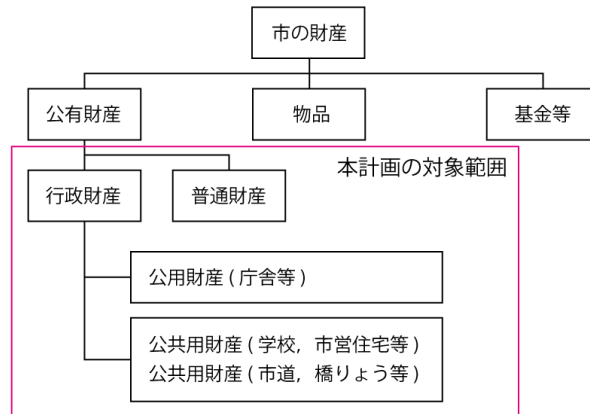 市の財産
公有財産
物品
基金等
本計画の対象範囲
行政財産
普通財産
公用財産 ( 庁舎等 )
公共用財産 ( 学校，市営住宅等 )
公共用財産 ( 市道，橋りょう等 )